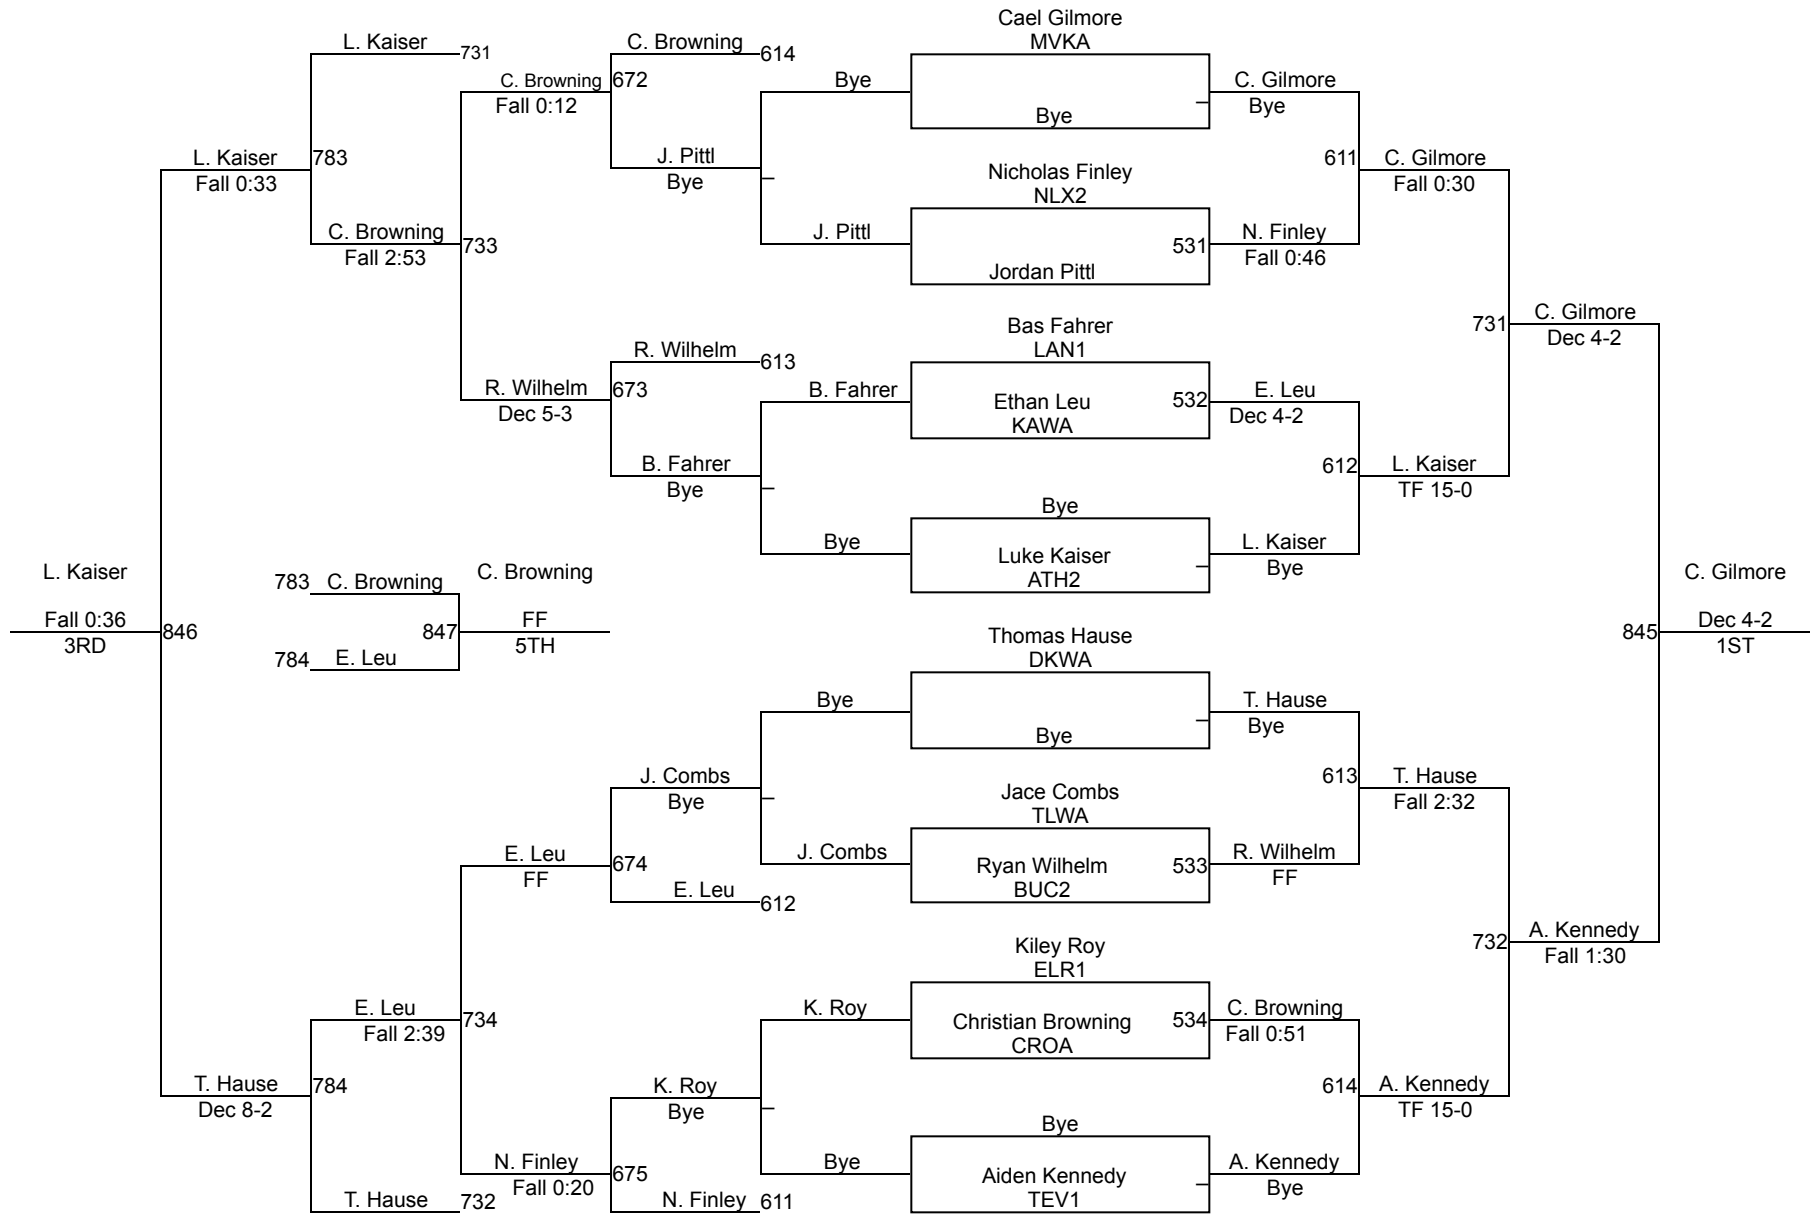 Cael Gilmore
MVKA
L. Kaiser
731
C. Browning
614
C. Browning
672
Fall 0:12
Bye
C. Gilmore
Bye
Bye
J. Pittl
Bye
L. Kaiser
783
Fall 0:33
611
C. Gilmore
Fall 0:30
Nicholas Finley
NLX2
C. Browning
733
Fall 2:53
J. Pittl
531
N. Finley
Fall 0:46
Jordan Pittl
Bas Fahrer
LAN1
731
C. Gilmore
Dec 4-2
R. Wilhelm
613
R. Wilhelm
673
Dec 5-3
B. Fahrer
Ethan Leu
KAWA
532
E. Leu
Dec 4-2
B. Fahrer
Bye
612
L. Kaiser
TF 15-0
Bye
Bye
Luke Kaiser
ATH2
L. Kaiser
Bye
L. Kaiser
Fall 0:36
3RD
846
783
C. Browning
C. Browning
847
FF
5TH
784
E. Leu
C. Gilmore
845
Dec 4-2
1ST
Thomas Hause
DKWA
Bye
Bye
T. Hause
Bye
J. Combs
Bye
613
T. Hause
Fall 2:32
Jace Combs
TLWA
J. Combs
Ryan Wilhelm
BUC2
533
R. Wilhelm
FF
E. Leu
674
FF
E. Leu
612
732
A. Kennedy
Fall 1:30
Kiley Roy
ELR1
E. Leu
734
Fall 2:39
K. Roy
Christian Browning
CROA
534
C. Browning
Fall 0:51
T. Hause
784
Dec 8-2
K. Roy
Bye
614
A. Kennedy
TF 15-0
Bye
N. Finley
675
Fall 0:20
Bye
Aiden Kennedy
TEV1
A. Kennedy
Bye
T. Hause
732
N. Finley
611